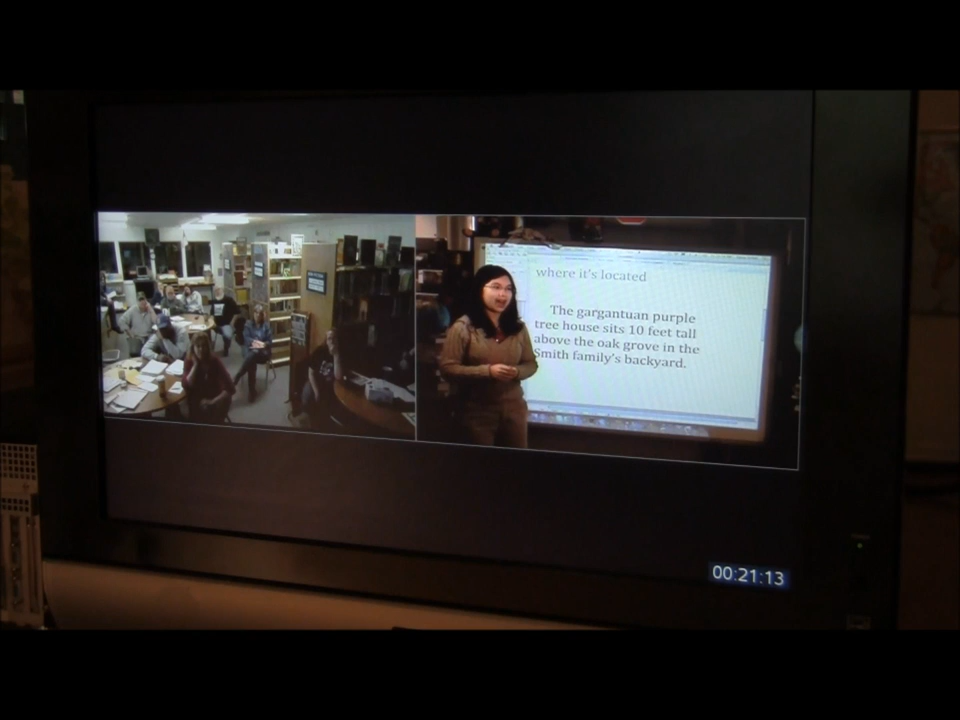 where it's located
The gargantuan purple
tree house sits 10 feet tall
above the oak grove in the
Smith family's backyard.
00:21:13